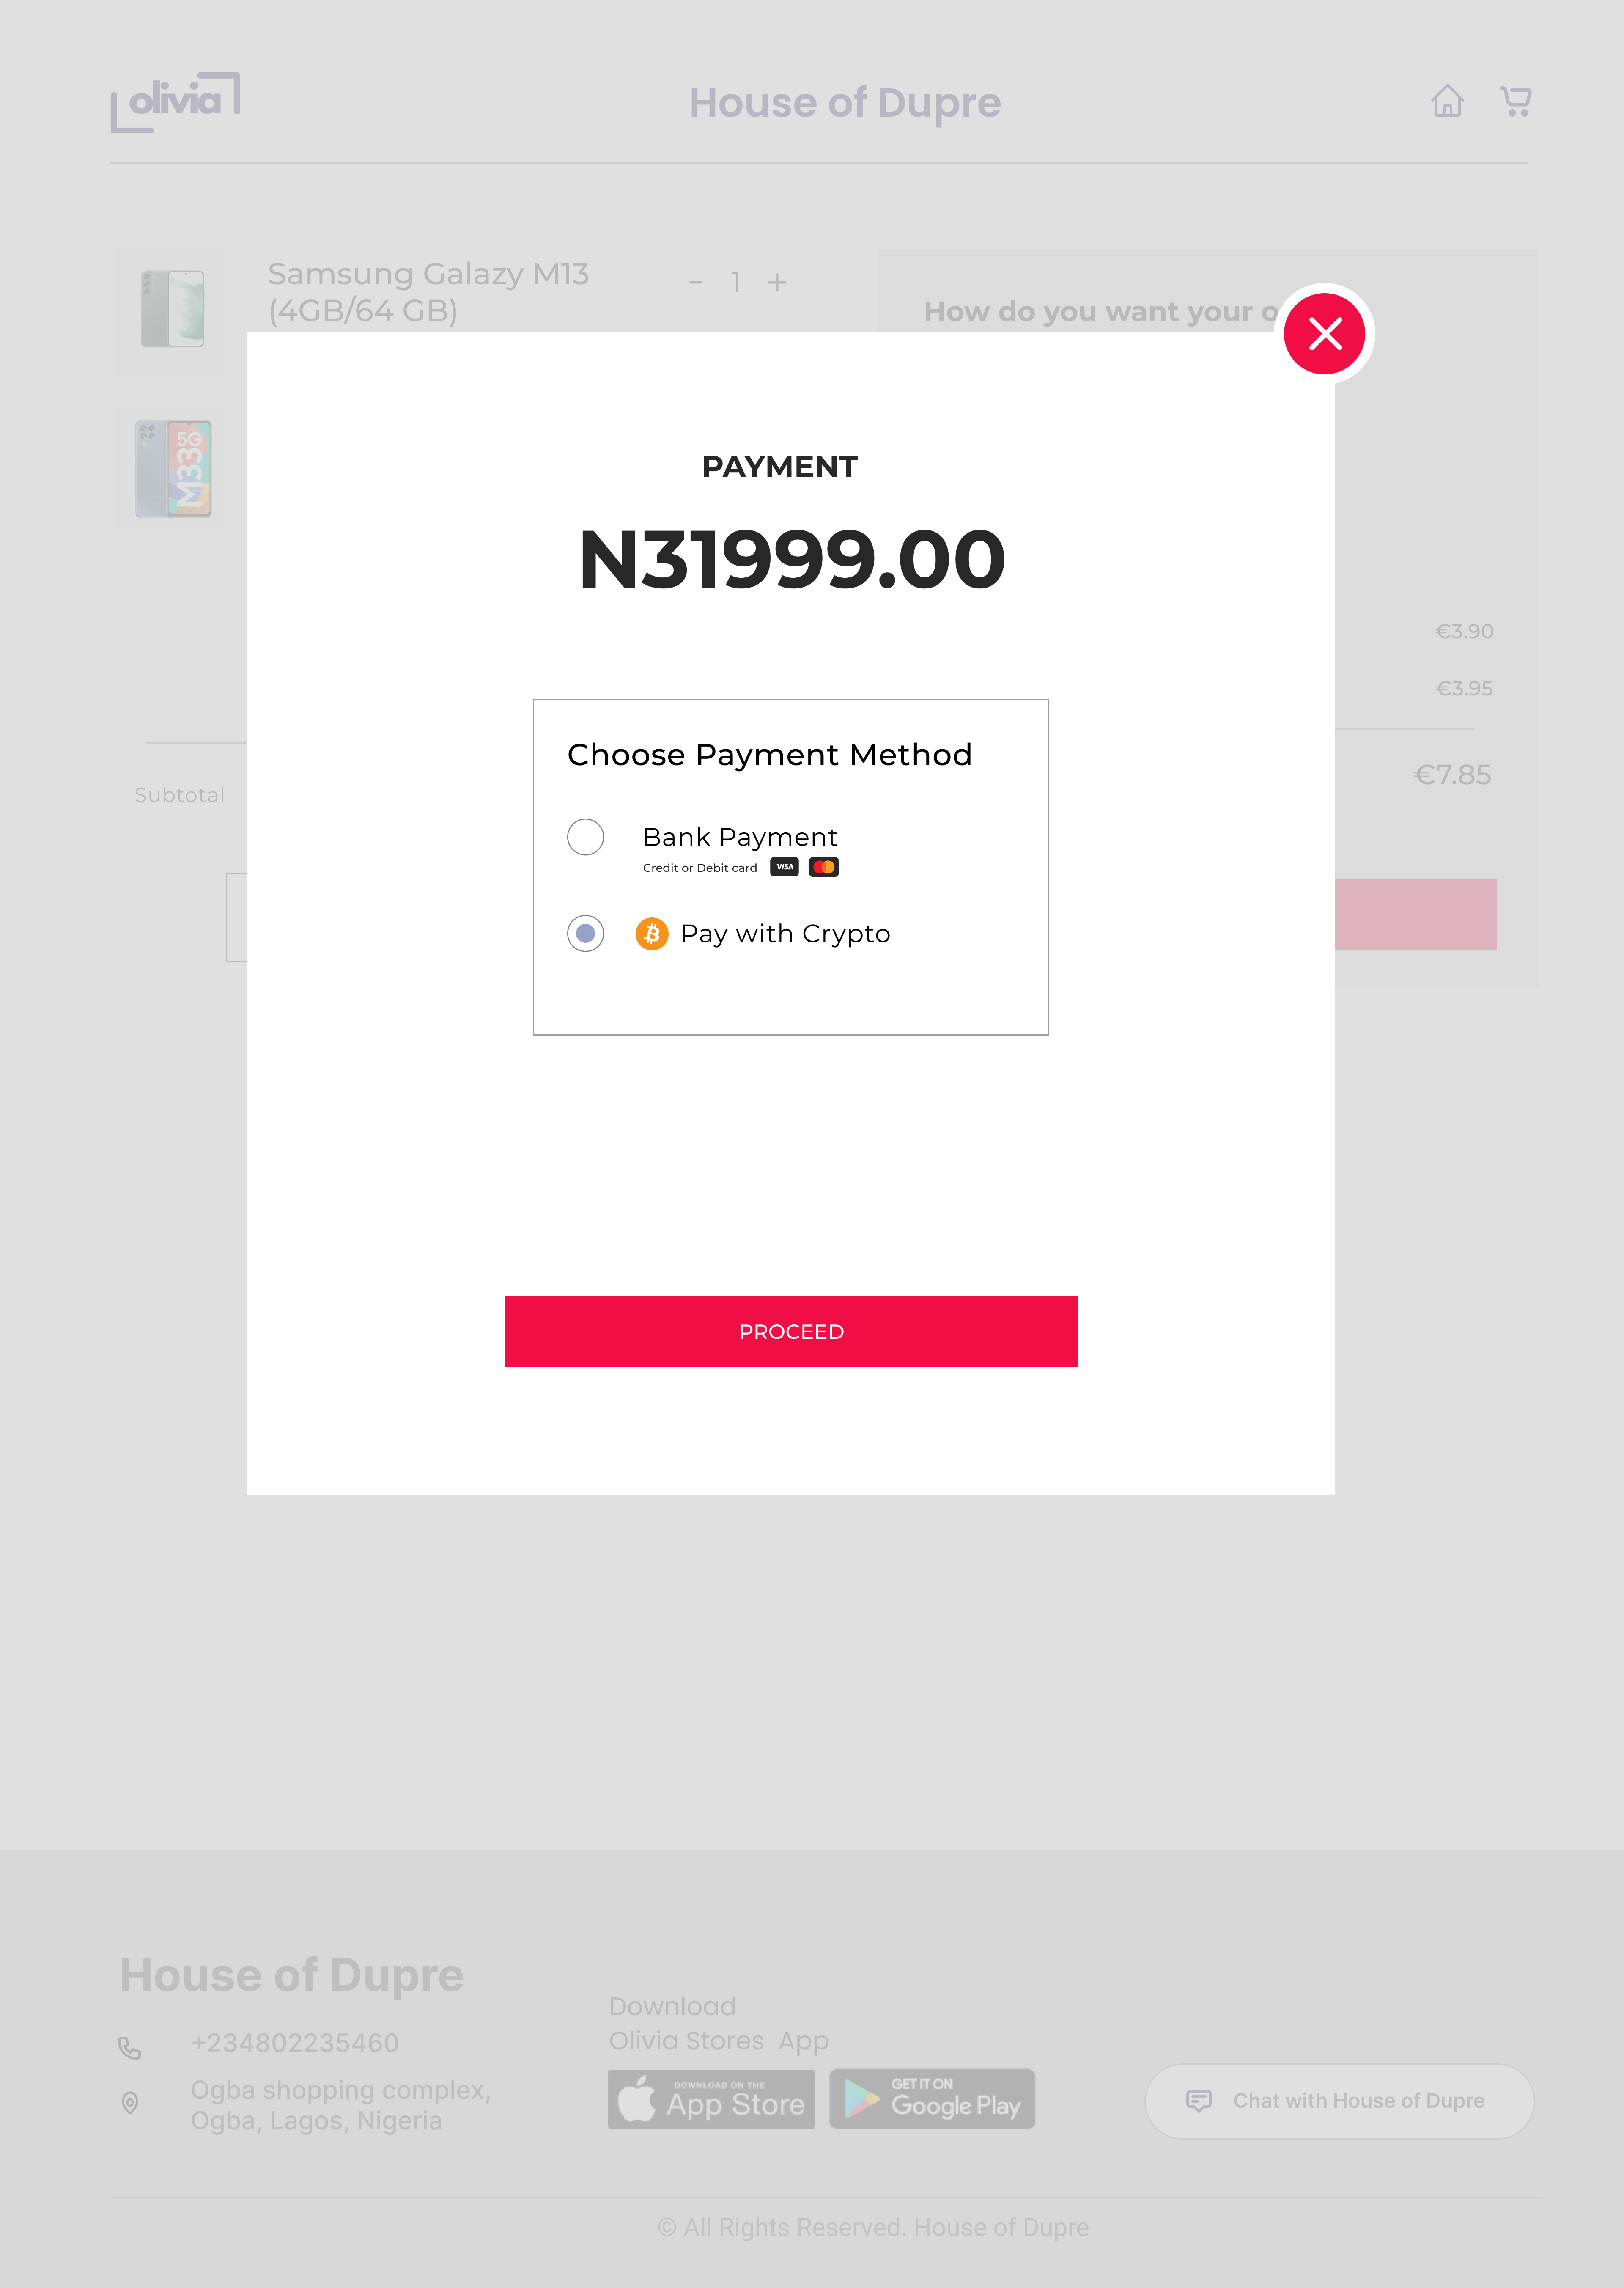 olivia
House of Dupre
Samsung Galazy M13
(4GB/64 GB)
- 1 +
How do you want your o
5G
M33
PAYMENT
N31999.00
€3.90
€3.95
€7.85
Subtotal
Choose Payment Method
Bank Payment
Credit or Debit card VISA
Pay with Crypto
PROCEED
House of Dupre
+234802235460
Ogba shopping complex,
Ogba, Lagos, Nigeria
Download
Olivia Stores App
DOWNLOAD ON THE
App Store
GET IT ON
Google Play
Chat with House of Dupre
© All Rights Reserved. House of Dupre